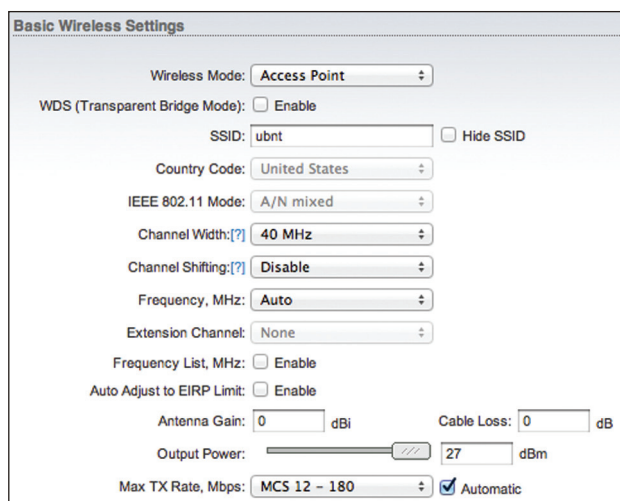 Basic Wireless Settings
Wireless Mode: Access Point
WDS (Transparent Bridge Mode): Enable
SSID: ubnt Hide SSID
Country Code: United States
IEEE 802.11 Mode: A/N mixed
Channel Width:[?] 40 MHz
Channel Shifting:[?] Disable
Frequency, MHz: Auto
Extension Channel: None
Frequency List, MHz: Enable
Auto Adjust to EIRP Limit: Enable
Antenna Gain: 0 dBi Cable Loss: 0 dB
Output Power: 27 dBm
Max TX Rate, Mbps: MCS 12 - 180 Automatic